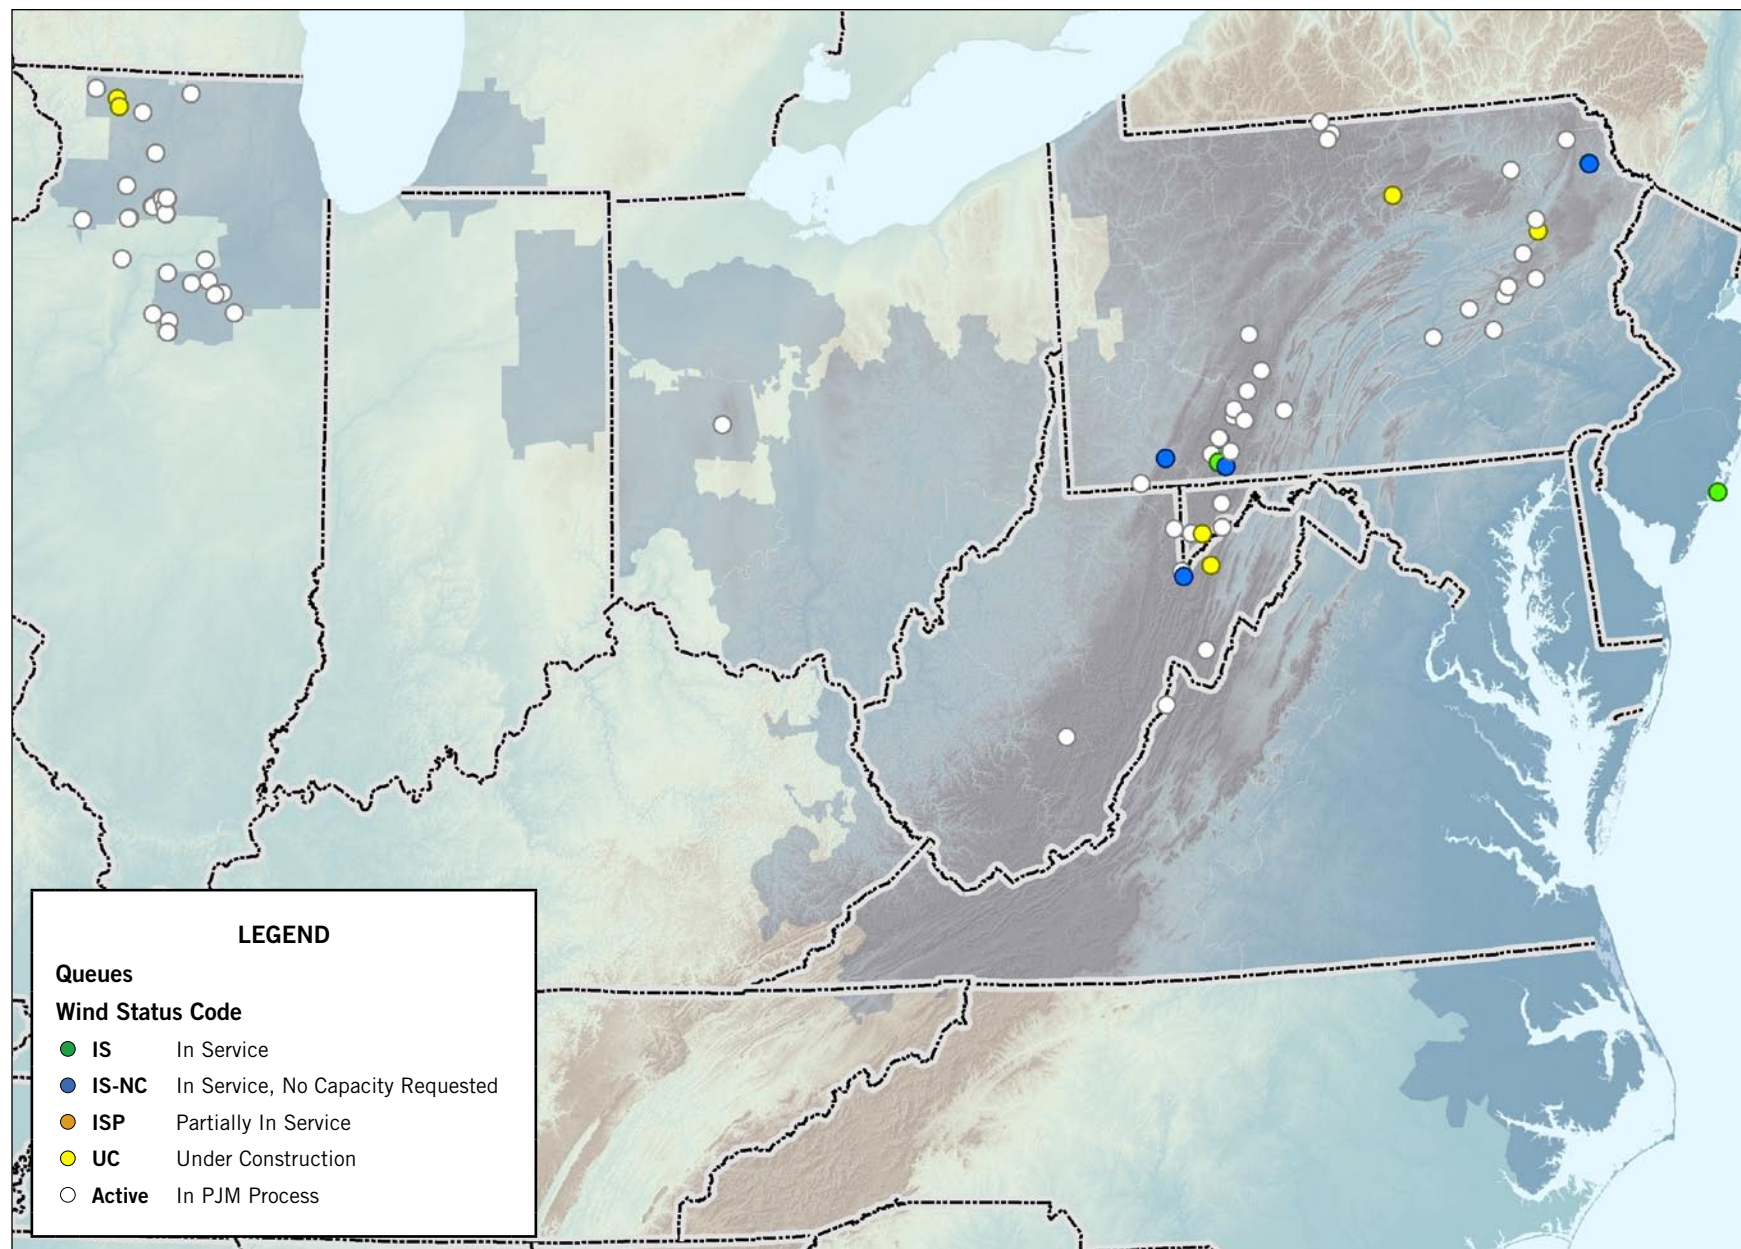 LEGEND
Queues
Wind Status Code
IS In Service
IS-NC In Service, No Capacity Requested
ISP Partially In Service
UC Under Construction
Active In PJM Process